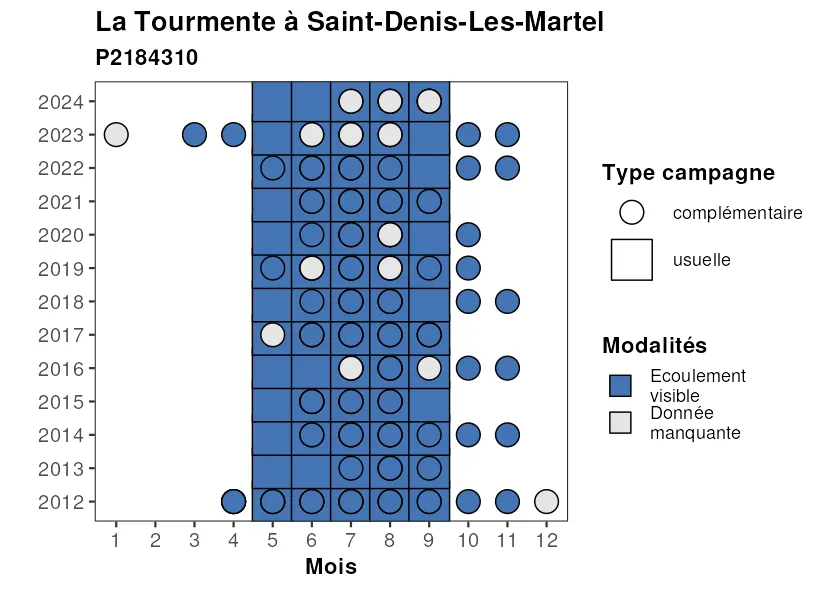 La Tourmente à Saint-Denis-Les-Martel
P2184310
2024
2023
2022
2021
2020
2019
2018
2017
2016
2015
2014
2013
2012
1 2 3 4 5 6 7 8 9 10 11 12
Mois
Type campagne
complémentaire
usuelle
Modalités
Ecoulement
visible
Donnée
manquante